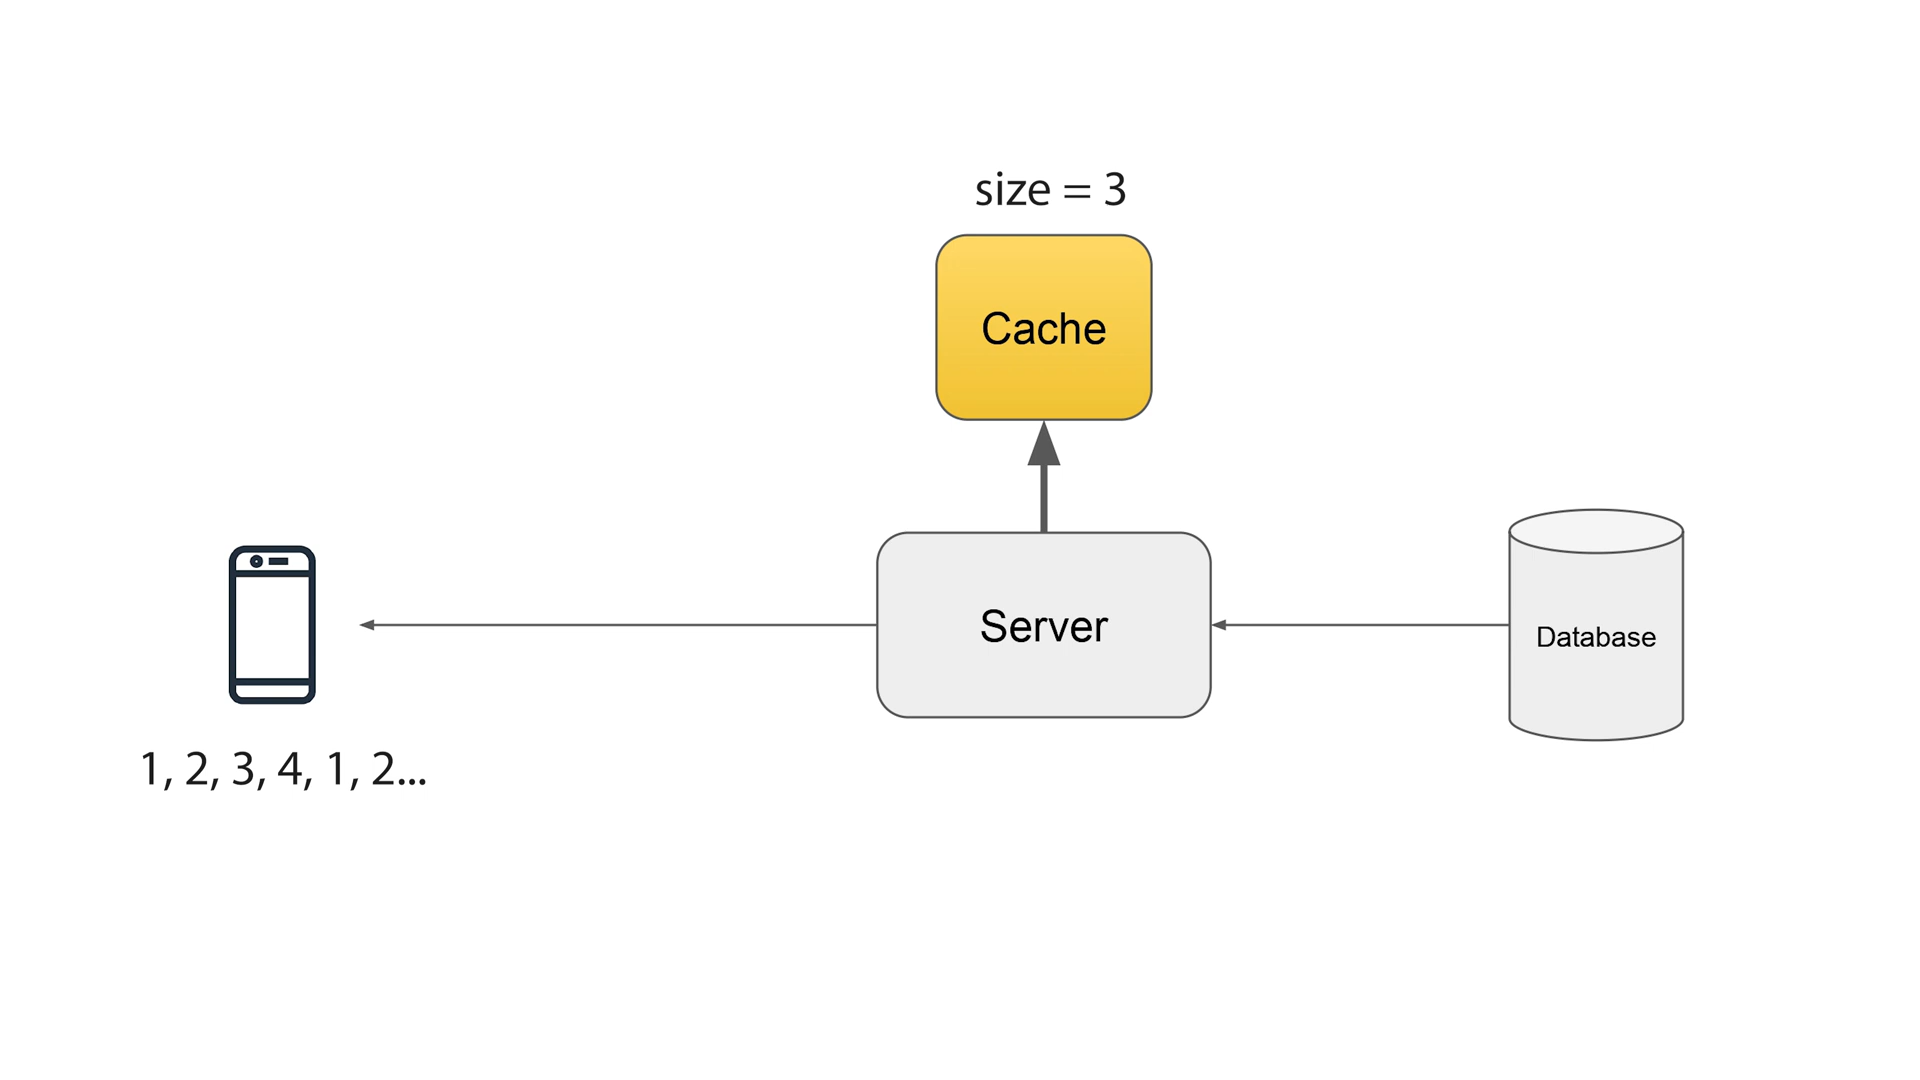 size = 3
Cache
Server
Database
1, 2, 3, 4, 1, 2...